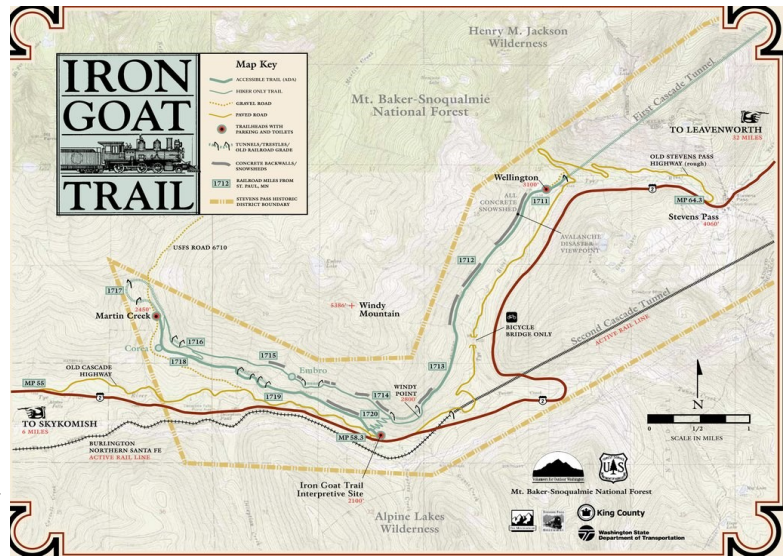 IRON
GOAT
TRAIL
Map Key
ACCESSIBLE TRAIL (ADA)
HIKER ONLY TRAIL
GRAVEL ROAD
PAVED ROAD
TRAILHEADS WITH
PARKING AND TOILETS
TUNNELS/TRESTLES/
OLD RAILROAD GRADE
CONCRETE BACKWALLS/
SNOWSHEDS
1712
RAILROAD MILES FROM
ST. PAUL, MN
STEVENS PASS HISTORIC
DISTRICT BOUNDARY
Henry M. Jackson
Wilderness
Mt. Baker-Snoqualmie
National Forest
First Cascade Tunnel
TO LEAVENWORTH
32 MILES
OLD STEVENS PASS
HIGHWAY (rough)
2
MP 64.3
Stevens Pass
4060'
Wellington
3100'
1711
ALL
CONCRETE
SNOWSHED
AVALANCHE
DISASTER
VIEWPOINT
1712
USFS ROAD 6710
1717
2400'
Martin Creek
5386'
Windy
Mountain
Second Cascade Tunnel
ACTIVE RAIL LINE
BICYCLE
BRIDGE ONLY
Corea
1716
1718
1715
Embro
1713
OLD CASCADE
HIGHWAY
MP 55
2
1719
1714
WINDY
POINT
2800'
1720
2
TO SKYKOMISH
6 MILES
MP 58.3
BURLINGTON
NORTHERN SANTA FE
ACTIVE RAIL LINE
Iron Goat Trail
Interpretive Site
2100'
Alpine Lakes
Wilderness
N
0 1/2 1
SCALE IN MILES
Volunteers for Outdoor Washington
U S
Mt. Baker-Snoqualmie National Forest
King County
Washington State
Department of Transportation